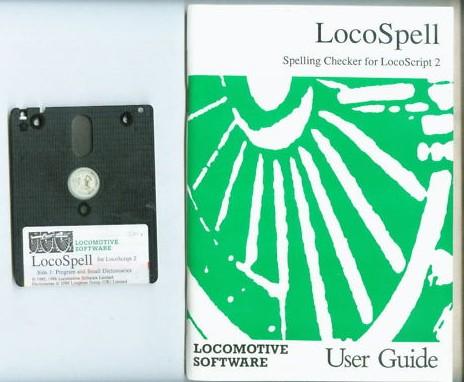 LOCOMOTIVE
SOFTWARE
LocoSpell for LocoScript 2
Side 1: Program and Small Dictionaries
LocoSpell
Spelling Checker for LocoScript 2
LOCOMOTIVE
SOFTWARE
User Guide